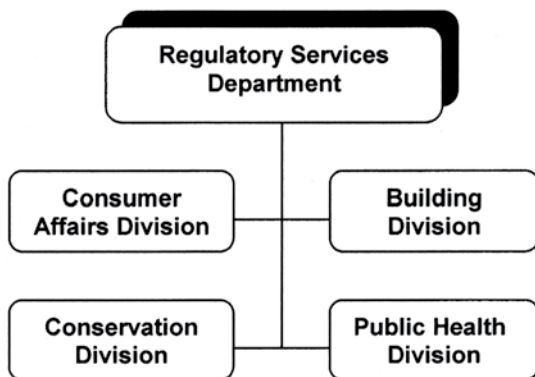 Regulatory Services
Department
Consumer
Affairs Division
Building
Division
Conservation
Division
Public Health
Division